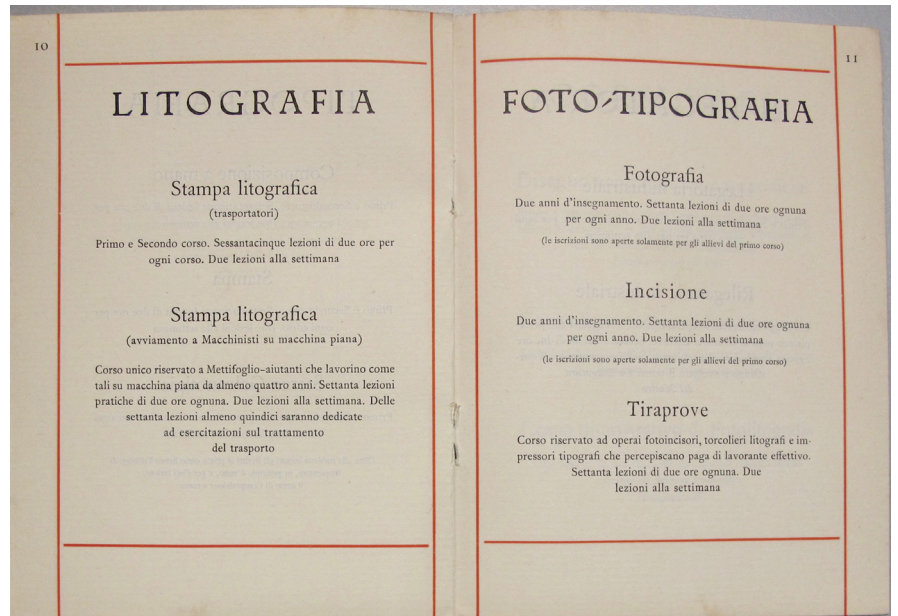 10
LITOGRAFIA
Stampa litografica
(trasportatori)
Primo e Secondo corso. Sessantacinque lezioni di due ore per
ogni corso. Due lezioni alla settimana
Stampa litografica
(avviamento a Macchinisti su macchina piana)
Corso unico riservato a Mettifoglio-aiutanti che lavorino come
tali su macchina piana da almeno quattro anni. Settanta lezioni
pratiche di due ore ognuna. Due lezioni alla settimana. Delle
settanta lezioni almeno quindici saranno dedicate
ad esercitazioni sul trattamento
del trasporto
11
FOTO-TIPOGRAFIA
Fotografia
Due anni d'insegnamento. Settanta lezioni di due ore ognuna
per ogni anno. Due lezioni alla settimana
(le iscrizioni sono aperte solamente per gli allievi del primo corso)
Incisione
Due anni d'insegnamento. Settanta lezioni di due ore ognuna
per ogni anno. Due lezioni alla settimana
(le iscrizioni sono aperte solamente per gli allievi del primo corso)
Tiraprove
Corso riservato ad operai fotoincisori, torcolieri litografi e im-
pressori tipografi che percepiscano paga di lavorante effettivo.
Settanta lezioni di due ore ognuna. Due
lezioni alla settimana